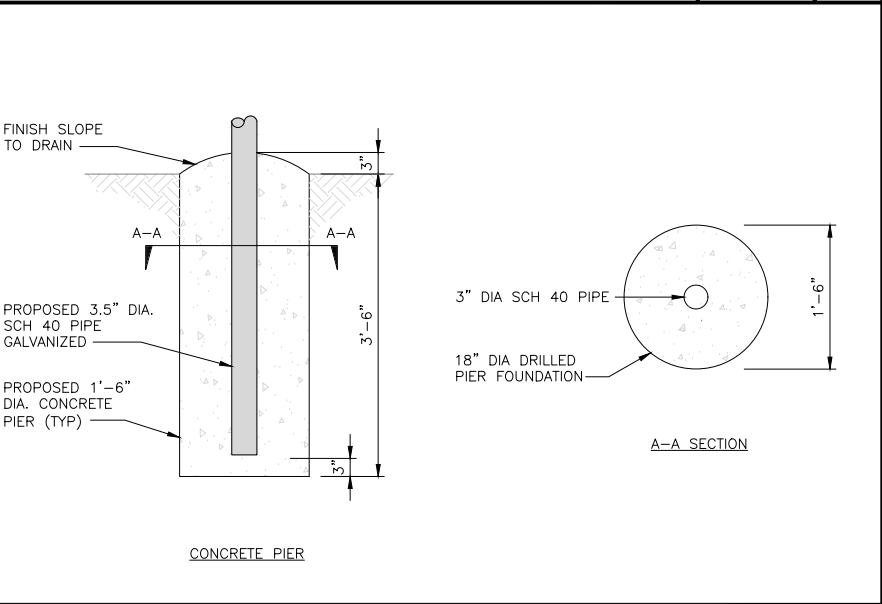 FINISH SLOPE
TO DRAIN
3"
A-A
A-A
PROPOSED 3.5" DIA.
SCH 40 PIPE
GALVANIZED
3'-6"
PROPOSED 1'-6"
DIA. CONCRETE
PIER (TYP)
3"
CONCRETE PIER
3" DIA SCH 40 PIPE
1'-6"
18" DIA DRILLED
PIER FOUNDATION
A-A SECTION